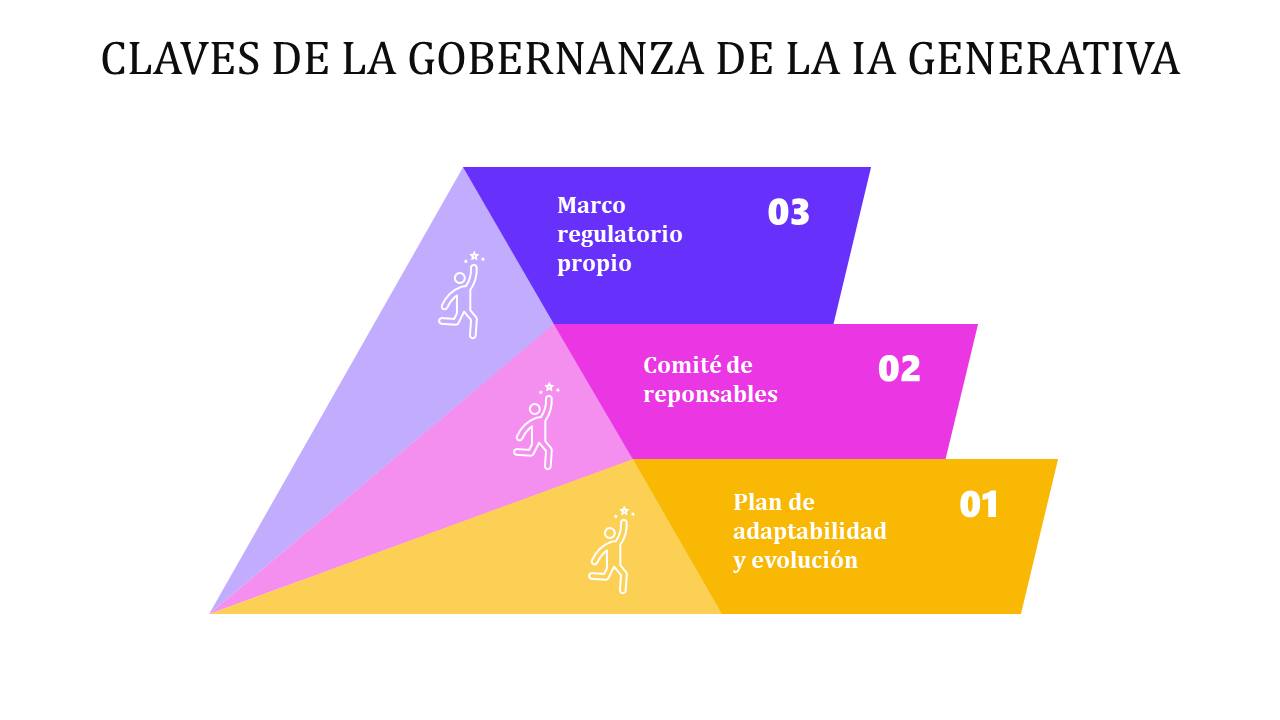 CLAVES DE LA GOBERNANZA DE LA IA GENERATIVA
Marco
regulatorio
propio
03
Comité de
reponsables
02
Plan de
adaptabilidad
y evolución
01